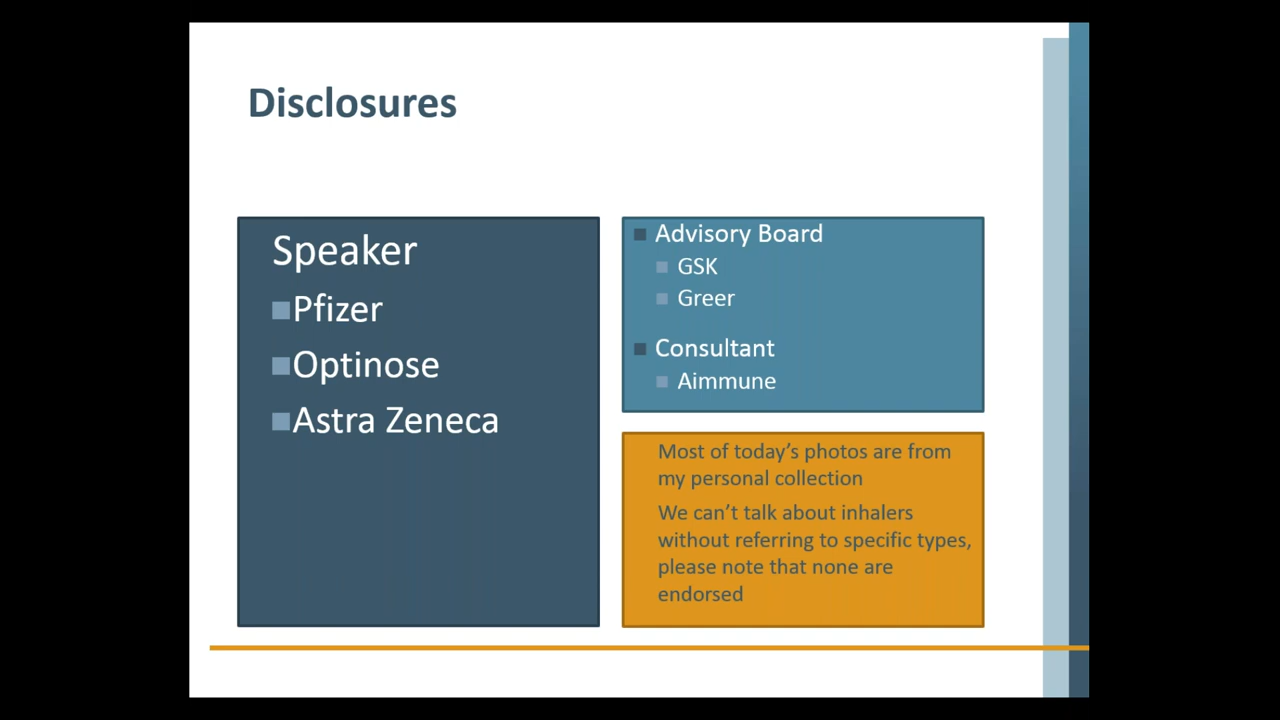 Disclosures
Speaker
Pfizer
Optinose
Astra Zeneca
Advisory Board
GSK
Greer
Consultant
Aimmune
Most of today’s photos are from
my personal collection
We can’t talk about inhalers
without referring to specific types,
please note that none are
endorsed